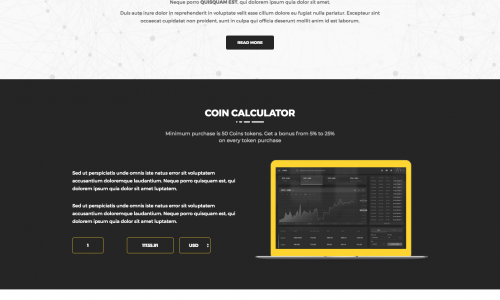 Neque porro QUISQUAM EST, qui dolorem ipsum quia dolor sit amet.
Duis aute irure dolor in reprehenderit in voluptate velit esse cillum dolore eu fugiat nulla pariatur. Excepteur sint
occaecat cupidatat non proident, sunt in culpa qui officia deserunt mollit anim id est laborum.
READ MORE
COIN CALCULATOR
Minimum purchase is 50 Coins tokens. Get a bonus from 5% to 25%
on every token purchase
Sed ut perspiciatis unde omnis iste natus error sit voluptatem
accusantium doloremque laudantium. Neque porro quisquam est, qui
dolorem ipsum quia dolor sit amet luptatem.
Sed ut perspiciatis unde omnis iste natus error sit voluptatem
accusantium doloremque laudantium. Neque porro quisquam est, qui
dolorem ipsum quia dolor sit amet luptatem.
1
USD